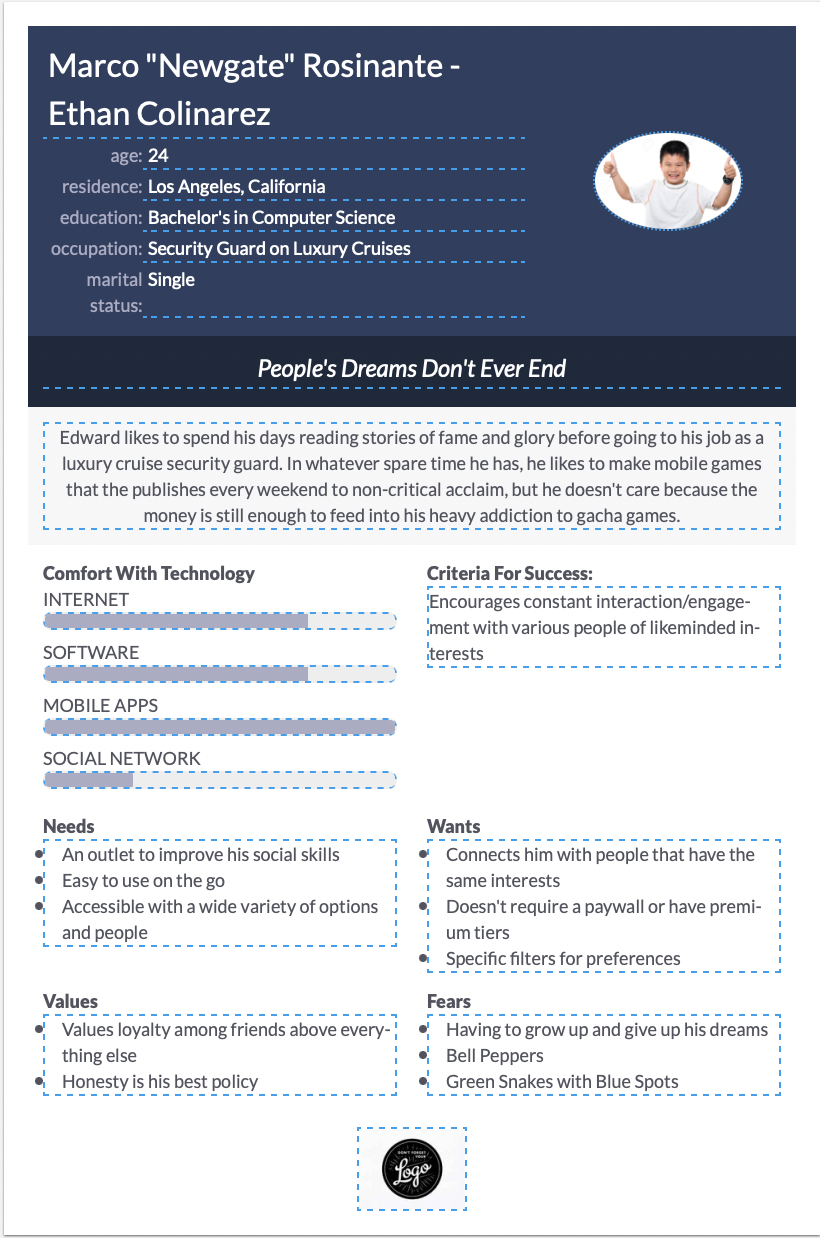 Marco "Newgate" Rosinante -
Ethan Colinarez
age: 24
residence: Los Angeles, California
education: Bachelor's in Computer Science
occupation: Security Guard on Luxury Cruises
marital Single
status:
People's Dreams Don't Ever End
Edward likes to spend his days reading stories of fame and glory before going to his job as a
luxury cruise security guard. In whatever spare time he has, he likes to make mobile games
that the publishes every weekend to non-critical acclaim, but he doesn't care because the
money is still enough to feed into his heavy addiction to gacha games.
Comfort With Technology
INTERNET
SOFTWARE
MOBILE APPS
SOCIAL NETWORK
Criteria For Success:
Encourages constant interaction/engage-
ment with various people of likeminded in-
terests
Needs
• An outlet to improve his social skills
• Easy to use on the go
• Accessible with a wide variety of options
and people
Wants
• Connects him with people that have the
same interests
• Doesn't require a paywall or have premi-
um tiers
• Specific filters for preferences
Values
• Values loyalty among friends above every-
thing else
• Honesty is his best policy
Fears
• Having to grow up and give up his dreams
• Bell Peppers
• Green Snakes with Blue Spots
DON'T FORGET
YOUR
Logo